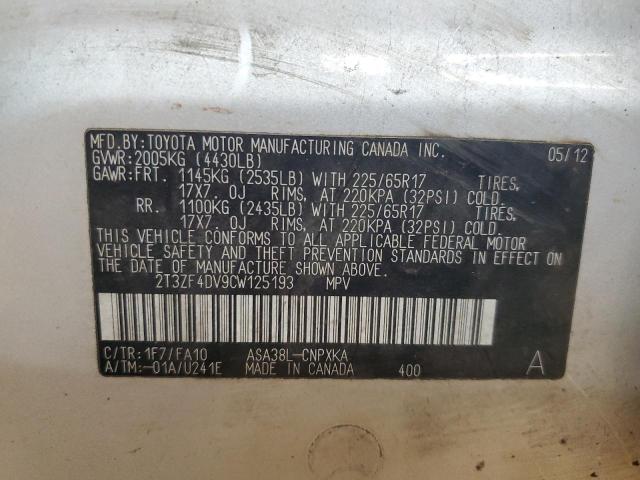 MFD.BY:TOYOTA MOTOR MANUFACTURING CANADA INC. 05/12
GVWR:2005KG (4430LB)
GAWR:FRT. 1145KG (2535LB) WITH 225/65R17 TIRES,
17X7.0J RIMS, AT 220KPA (32PSI) COLD.
RR. 1100KG (2435LB) WITH 225/65R17 TIRES,
17X7.0J RIMS, AT 220KPA (32PSI) COLD.
THIS VEHICLE CONFORMS TO ALL APPLICABLE FEDERAL MOTOR
VEHICLE SAFETY AND THEFT PREVENTION STANDARDS IN EFFECT
ON THE DATE OF MANUFACTURE SHOWN ABOVE.
2T3ZF4DV9CW125193 MPV
C/TR:1F7/FA10 ASA38L-CNPXKA A
A/TM:-01A/U241E MADE IN CANADA 400